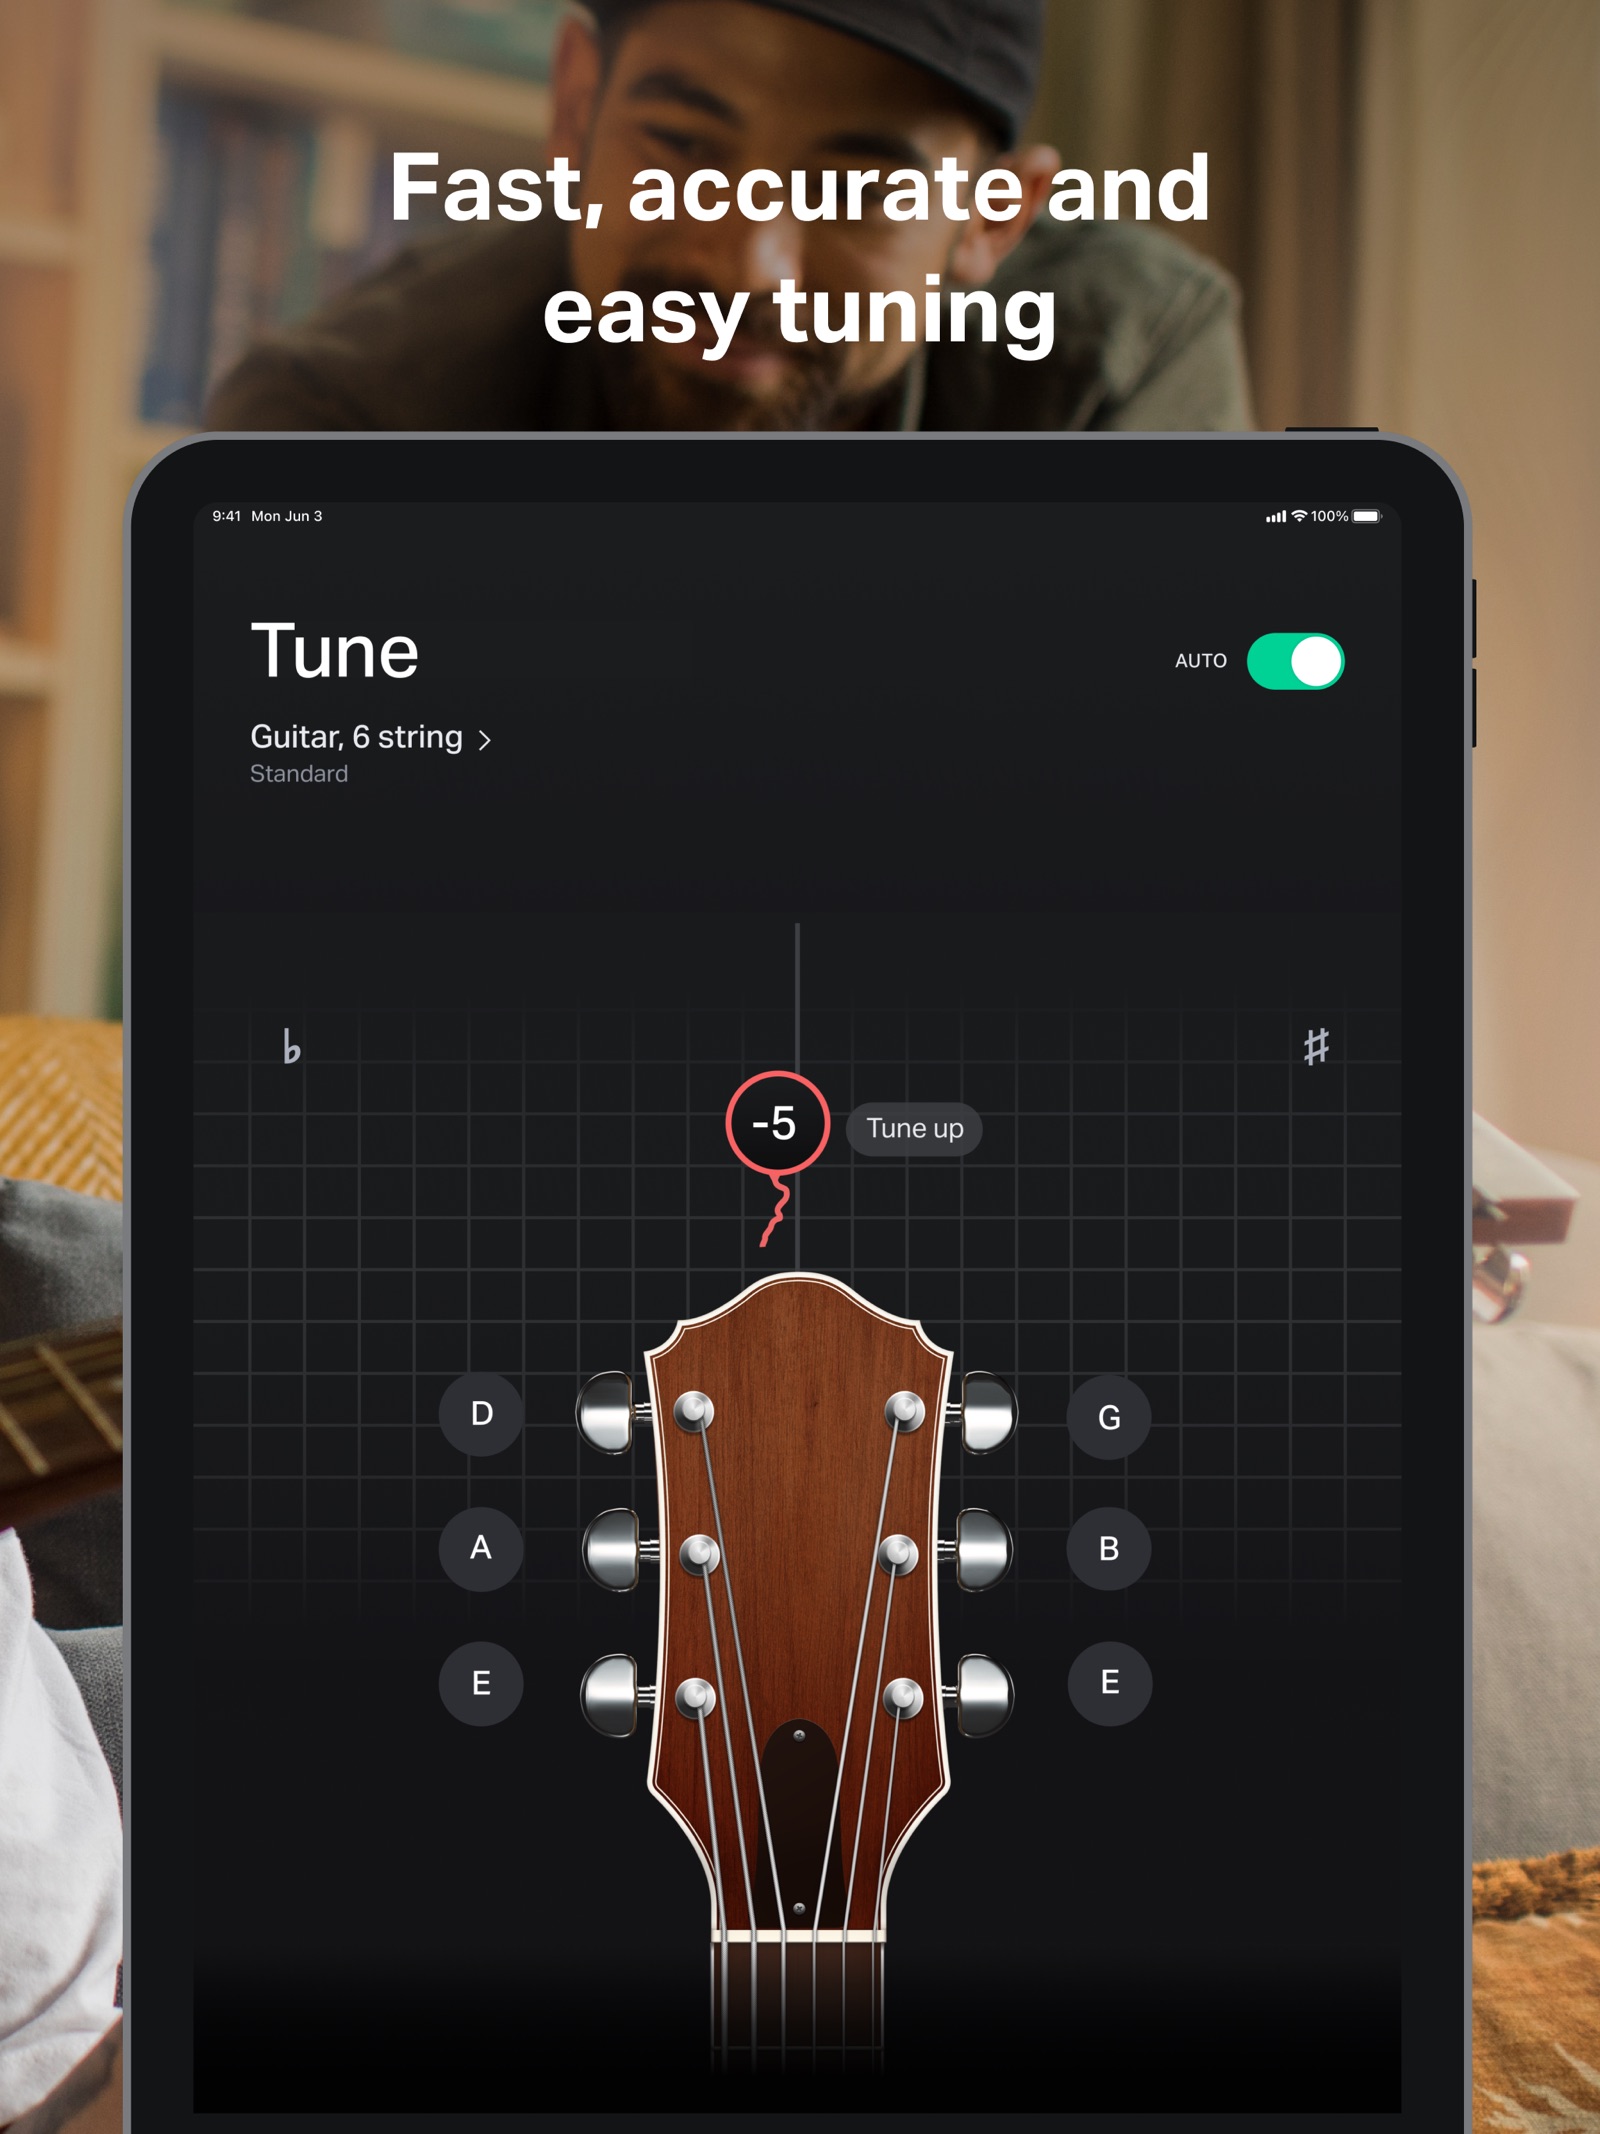 Fast, accurate and
easy tuning
9:41 Mon Jun 3
100%
Tune
AUTO
Guitar, 6 string
Standard
♭ ♯
-5 Tune up
D G
A B
E E